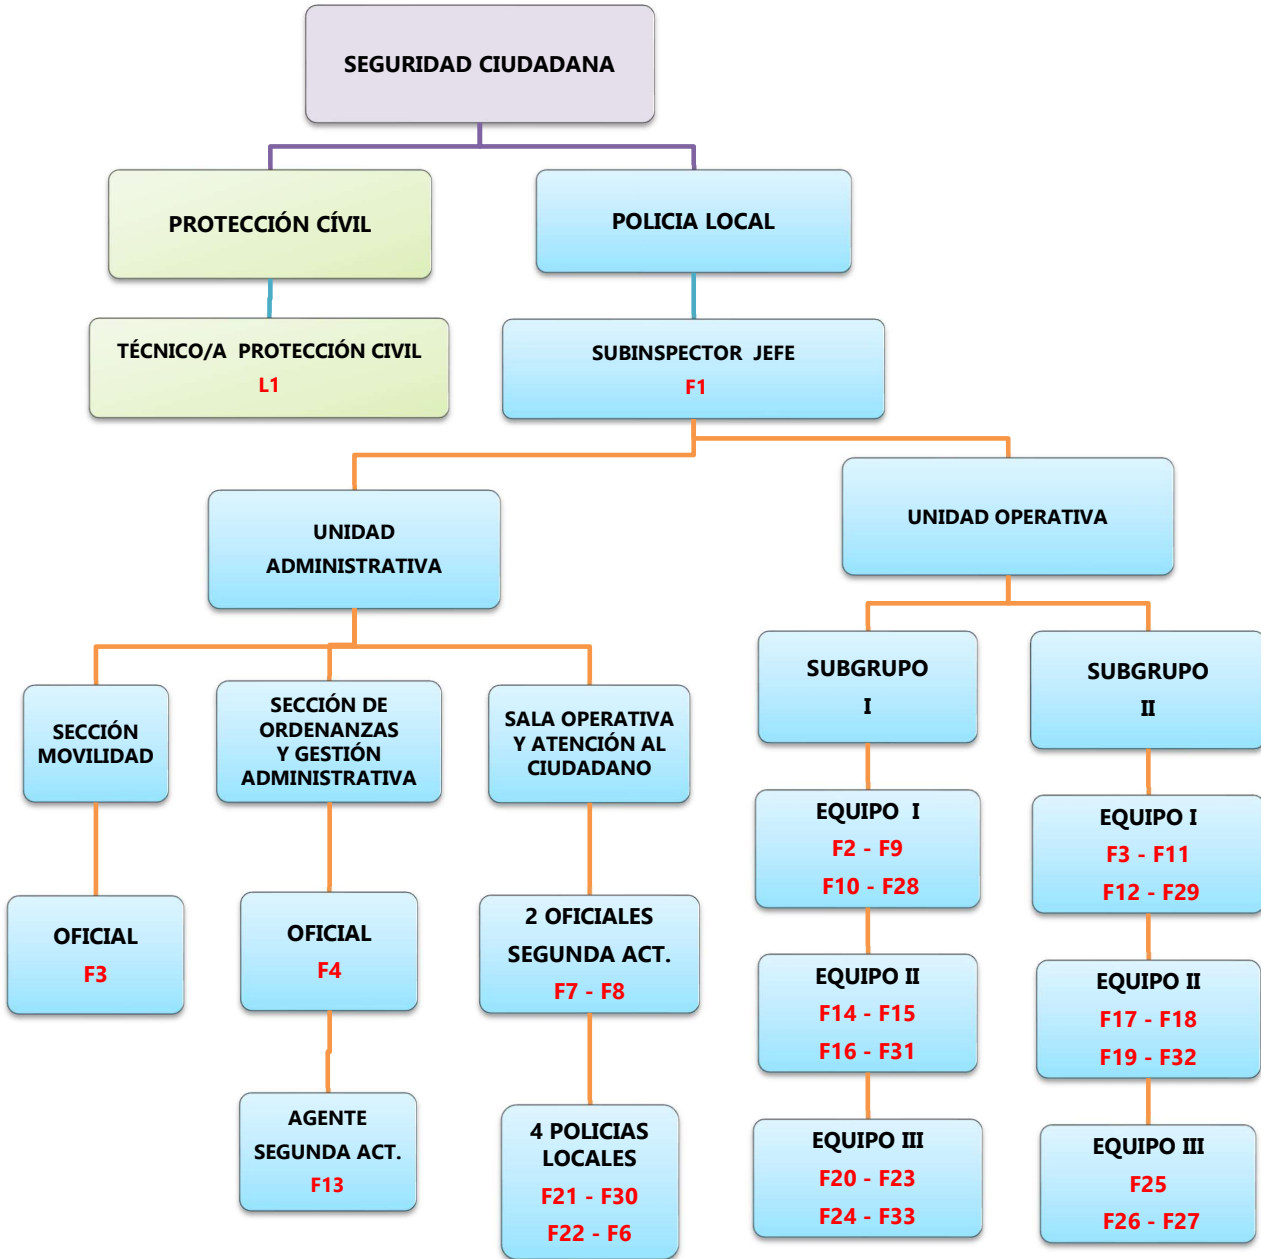 SEGURIDAD CIUDADANA
PROTECCIÓN CÍVIL
POLICIA LOCAL
TÉCNICO/A PROTECCIÓN CIVIL
L1
SUBINSPECTOR JEFE
F1
UNIDAD
ADMINISTRATIVA
UNIDAD OPERATIVA
SECCIÓN
MOVILIDAD
SECCIÓN DE
ORDENANZAS
Y GESTIÓN
ADMINISTRATIVA
SALA OPERATIVA
Y ATENCIÓN AL
CIUDADANO
SUBGRUPO
I
SUBGRUPO
II
OFICIAL
F3
OFICIAL
F4
AGENTE
SEGUNDA ACT.
F13
2 OFICIALES
SEGUNDA ACT.
F7 - F8
4 POLICIAS
LOCALES
F21 - F30
F22 - F6
EQUIPO I
F2 - F9
F10 - F28
EQUIPO II
F14 - F15
F16 - F31
EQUIPO III
F20 - F23
F24 - F33
EQUIPO I
F3 - F11
F12 - F29
EQUIPO II
F17 - F18
F19 - F32
EQUIPO III
F25
F26 - F27